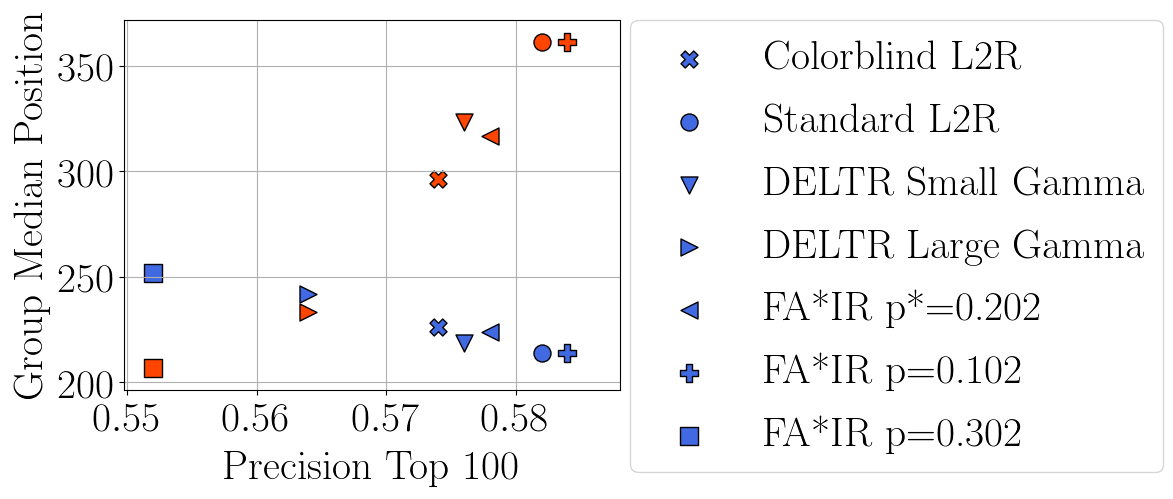 Group Median Position
350
300
250
200
0.55
0.56
0.57
0.58
Precision Top 100
Colorblind L2R
Standard L2R
DELTR Small Gamma
DELTR Large Gamma
FA*IR p*=0.202
FA*IR p=0.102
FA*IR p=0.302